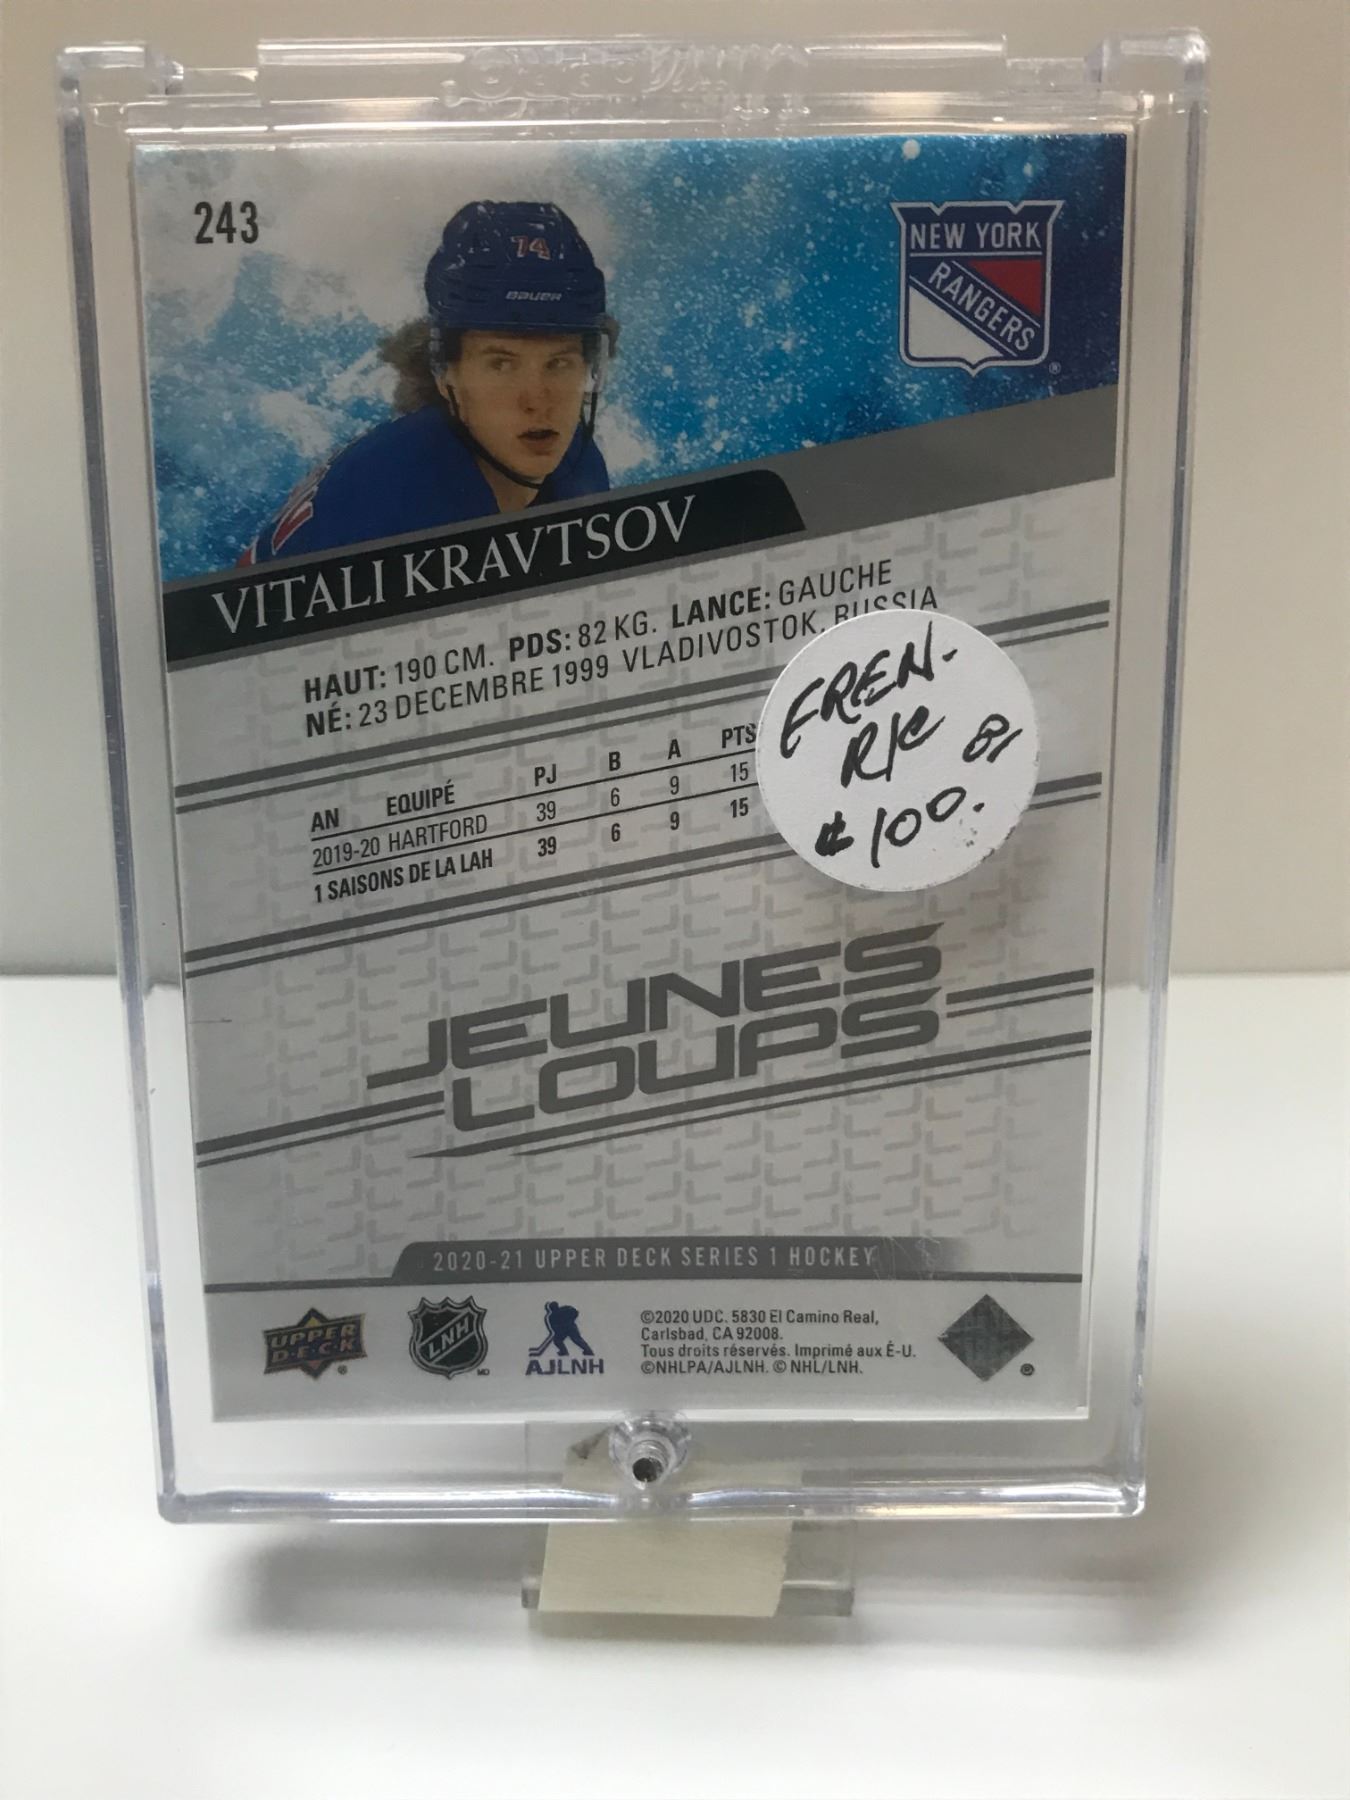 243
74
BAUER
NEW YORK
RANGERS
VITALI KRAVTSOV
HAUT: 190 CM. PDS: 82 KG. LANCE: GAUCHE
NÉ: 23 DECEMBRE 1999 VLADIVOSTOK, RUSSIA
AN EQUIPÉ PJ B A PTS
2019-20 HARTFORD 39 6 9 15
1 SAISONS DE LA LAH 39 6 9 15
R/C
$100.
JEUNES
LOUPS
2020-21 UPPER DECK SERIES 1 HOCKEY
UPPER
DECK
LNH
AJLNH
©2020 UDC. 5830 El Camino Real,
Carlsbad, CA 92008.
Tous droits réservés. Imprimé aux É-U.
©NHLPA/AJLNH. © NHL/LNH.